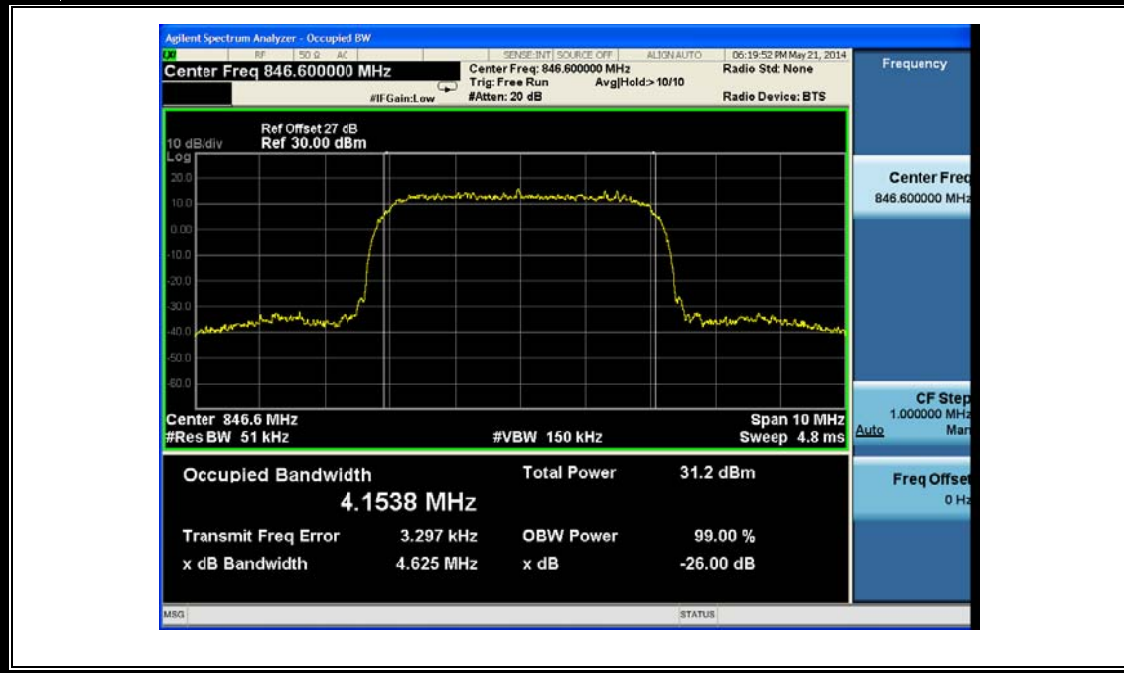 Agilent Spectrum Analyzer - Occupied BW
RF 50 Ω AC SENSE:INT SOURCE OFF ALIGN AUTO 06:19:52 PM May 21, 2014
Center Freq 846.600000 MHz
Center Freq: 846.600000 MHz Radio Std: None
Trig: Free Run Avg|Hold:> 10/10
#IFGain:Low #Atten: 20 dB Radio Device: BTS
Ref Offset 27 dB
10 dB/div Ref 30.00 dBm
Log
20.0
10.0
0.00
-10.0
-20.0
-30.0
-40.0
-50.0
-60.0
Center 846.6 MHz Span 10 MHz
#Res BW 51 kHz #VBW 150 kHz Sweep 4.8 ms
Occupied Bandwidth Total Power 31.2 dBm
4.1538 MHz
Transmit Freq Error 3.297 kHz OBW Power 99.00 %
x dB Bandwidth 4.625 MHz x dB -26.00 dB
MSG STATUS
Frequency
Center Freq
846.600000 MHz
CF Step
1.000000 MHz
Auto Man
Freq Offset
0 Hz